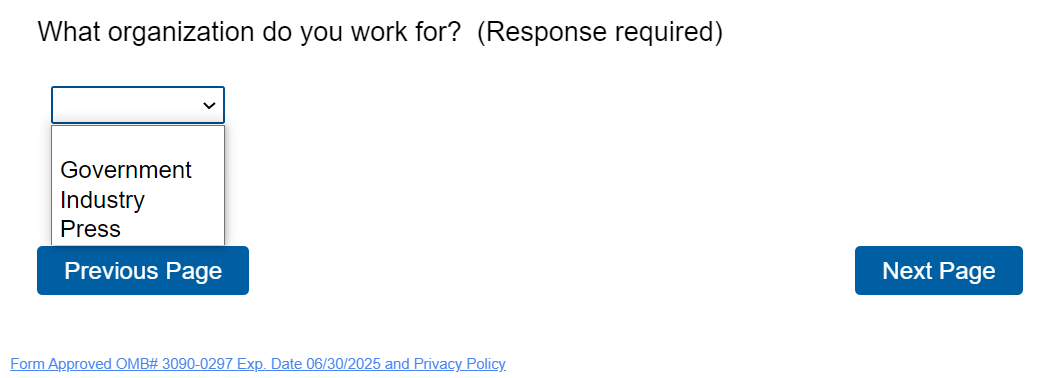 What organization do you work for?  (Response required)
Government
Industry
Press
Previous Page
Next Page
Form Approved OMB# 3090-0297 Exp. Date 06/30/2025 and Privacy Policy